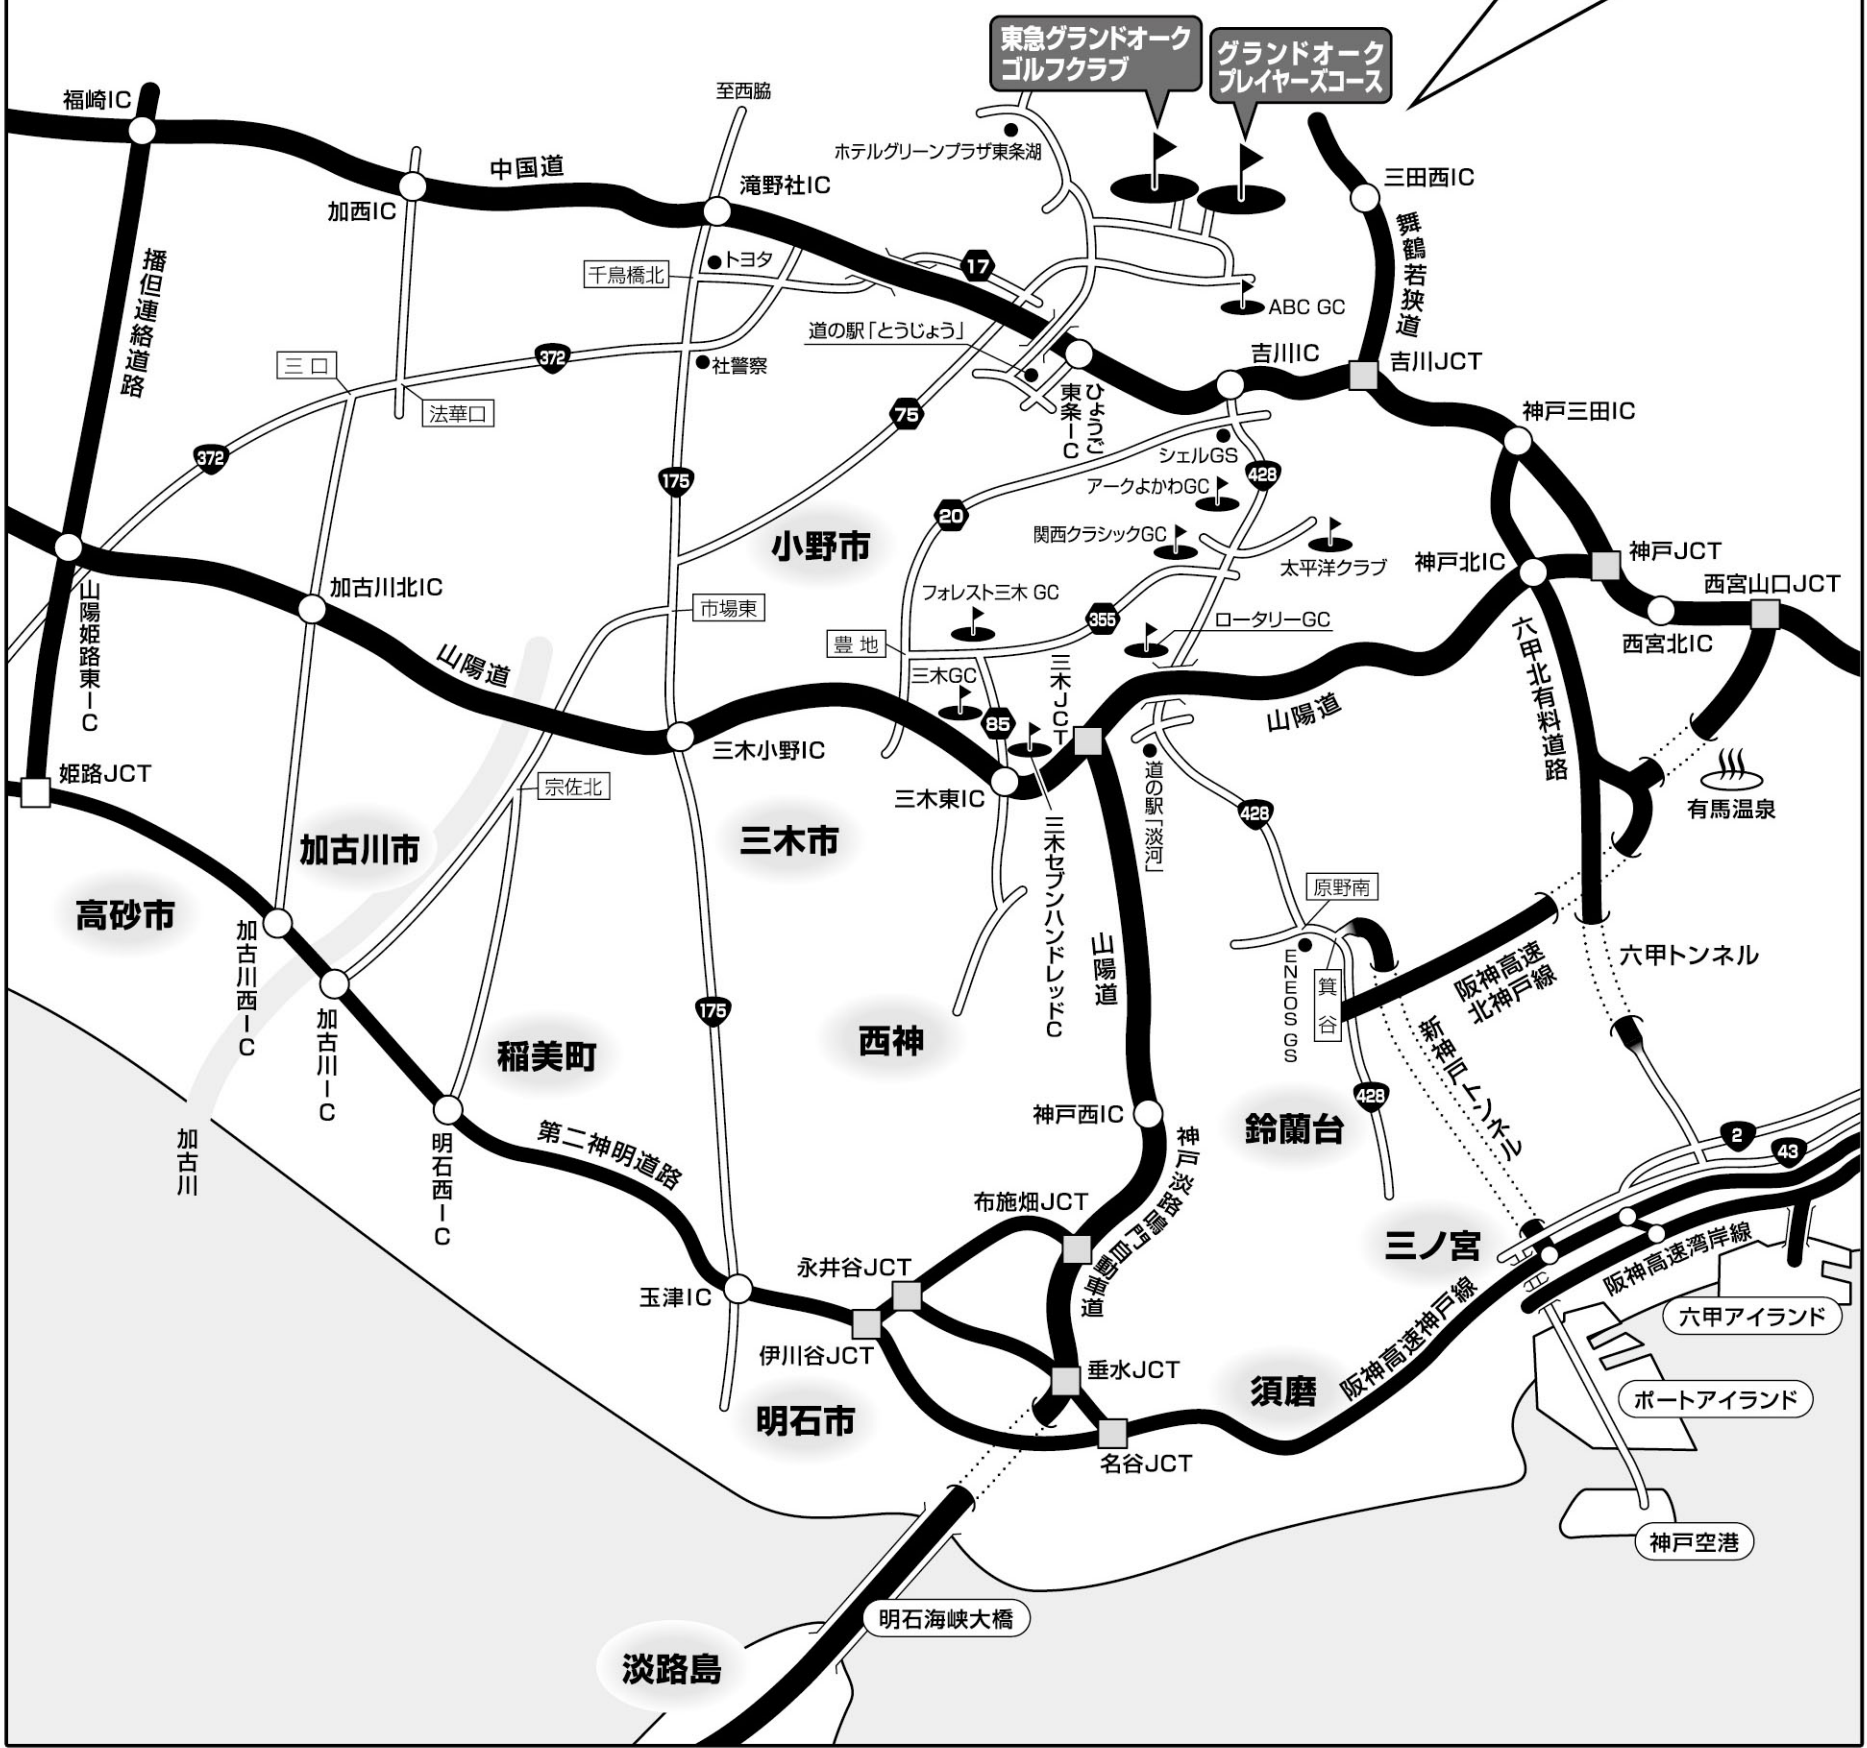 東急グランドオーク
ゴルフクラブ
グランドオーク
プレイヤーズコース
福崎IC
至西脇
ホテルグリーンプラザ東条湖
三田西IC
中国道
滝野社IC
加西IC
舞鶴若狭道
播但連絡道路
トヨタ
千鳥橋北
17
ABC GC
道の駅「とうじょう」
吉川IC
吉川JCT
三口
372
社警察
法華口
ひょうご
東条IC
75
神戸三田IC
372
シェルGS
428
175
アークよかわGC
20
関西クラシックGC
小野市
太平洋クラブ
神戸北IC
神戸JCT
西宮山口JCT
山陽姫路東IC
加古川北IC
フォレスト三木 GC
市場東
355
ロータリーGC
豊地
西宮北IC
六甲北有料道路
山陽道
三木GC
三木JCT
85
山陽道
三木小野IC
姫路JCT
宗佐北
三木東IC
道の駅「淡河」
有馬温泉
428
加古川市
三木市
三木セブンハンドレッドC
原野南
高砂市
加古川西IC
山陽道
ENEOS GS
箕谷
阪神高速
北神戸線
六甲トンネル
加古川IC
175
新神戸トンネル
稲美町
西神
428
神戸西IC
鈴蘭台
加古川
明石西IC
第二神明道路
神戸淡路鳴門自動車道
2
43
布施畑JCT
三ノ宮
永井谷JCT
玉津IC
阪神高速湾岸線
阪神高速神戸線
六甲アイランド
伊川谷JCT
垂水JCT
須磨
ポートアイランド
明石市
名谷JCT
神戸空港
明石海峡大橋
淡路島